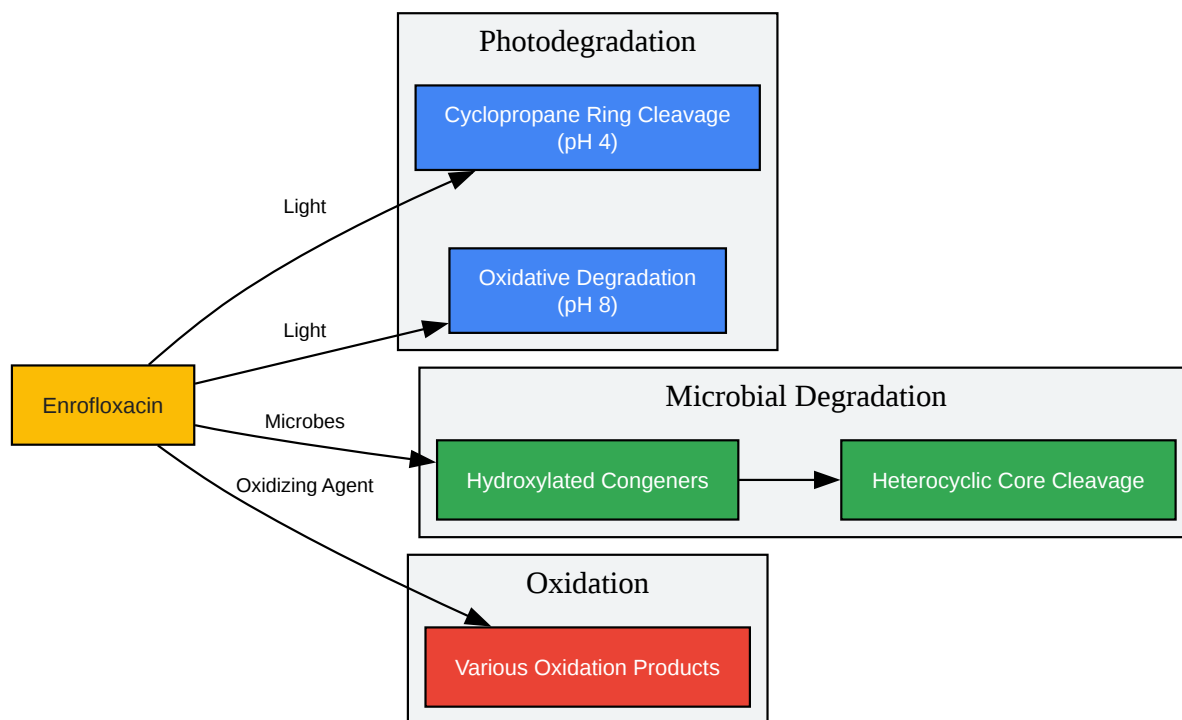 Photodegradation
Cyclopropane Ring Cleavage
(pH 4)
Light
Oxidative Degradation
(pH 8)
Light
Enrofloxacin
Microbial Degradation
Microbes
Hydroxylated Congeners
Heterocyclic Core Cleavage
Oxidizing Agent
Oxidation
Various Oxidation Products